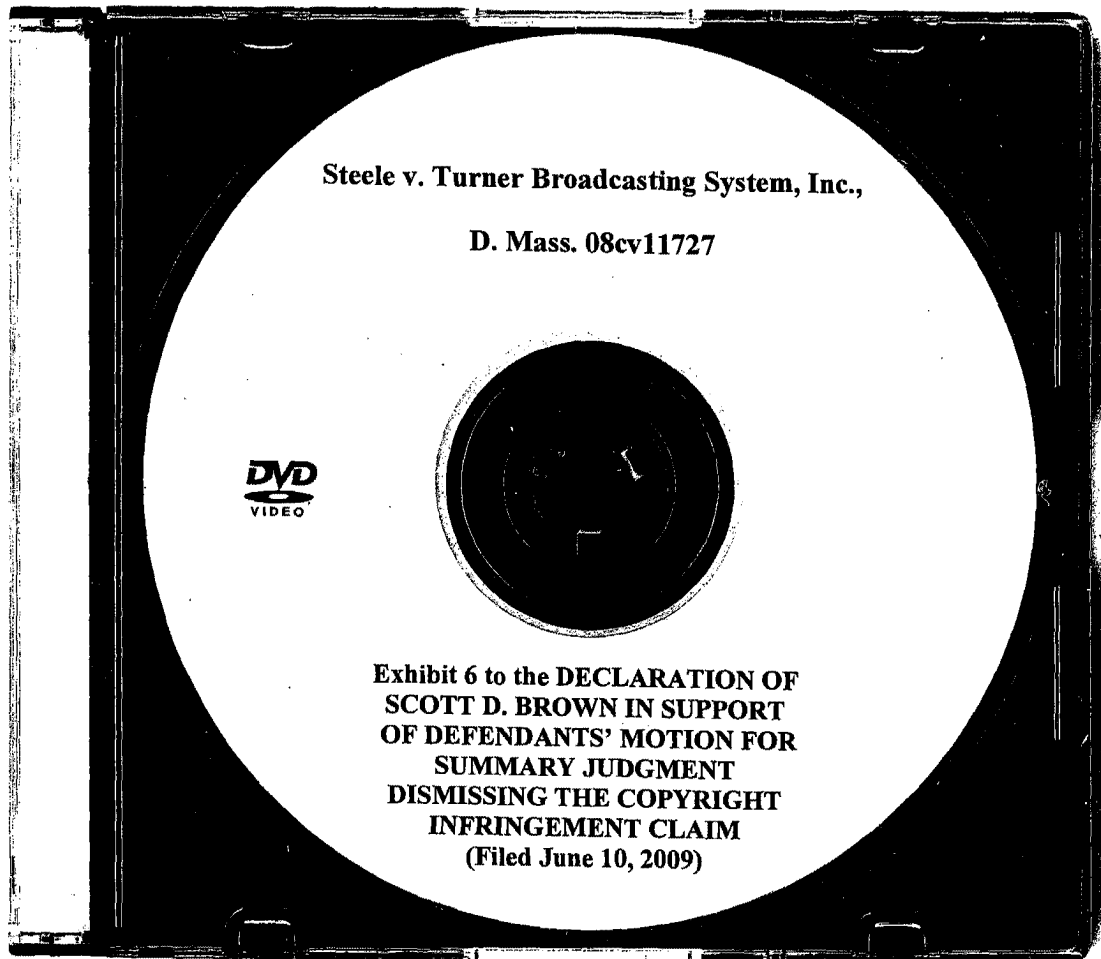 Steele v. Turner Broadcasting System, Inc.,
D. Mass. 08cv11727
DVD
VIDEO
Exhibit 6 to the DECLARATION OF
SCOTT D. BROWN IN SUPPORT
OF DEFENDANTS' MOTION FOR
SUMMARY JUDGMENT
DISMISSING THE COPYRIGHT
INFRINGEMENT CLAIM
(Filed June 10, 2009)